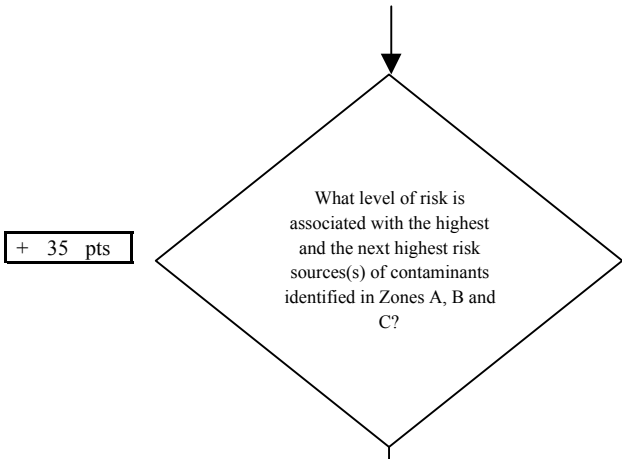 + 35 pts
What level of risk is
associated with the highest
and the next highest risk
sources(s) of contaminants
identified in Zones A, B and
C?